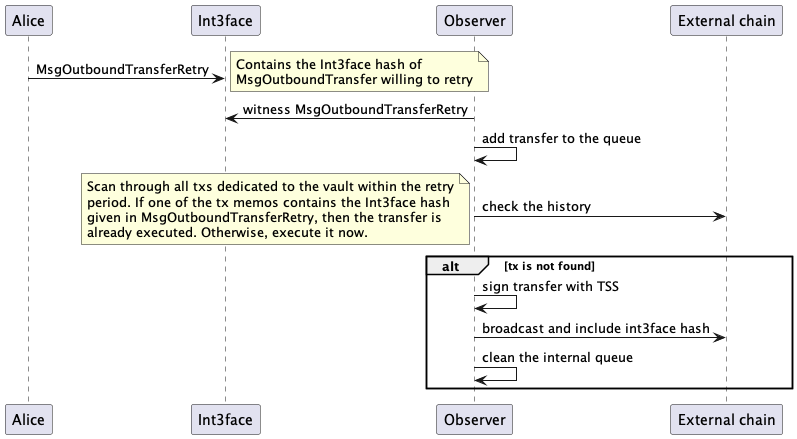 Alice
Int3face
Observer
External chain
MsgOutboundTransferRetry
Contains the Int3face hash of
MsgOutboundTransfer willing to retry
witness MsgOutboundTransferRetry
add transfer to the queue
Scan through all txs dedicated to the vault within the retry
period. If one of the tx memos contains the Int3face hash
given in MsgOutboundTransferRetry, then the transfer is
already executed. Otherwise, execute it now.
check the history
alt
[tx is not found]
sign transfer with TSS
broadcast and include int3face hash
clean the internal queue
Alice
Int3face
Observer
External chain